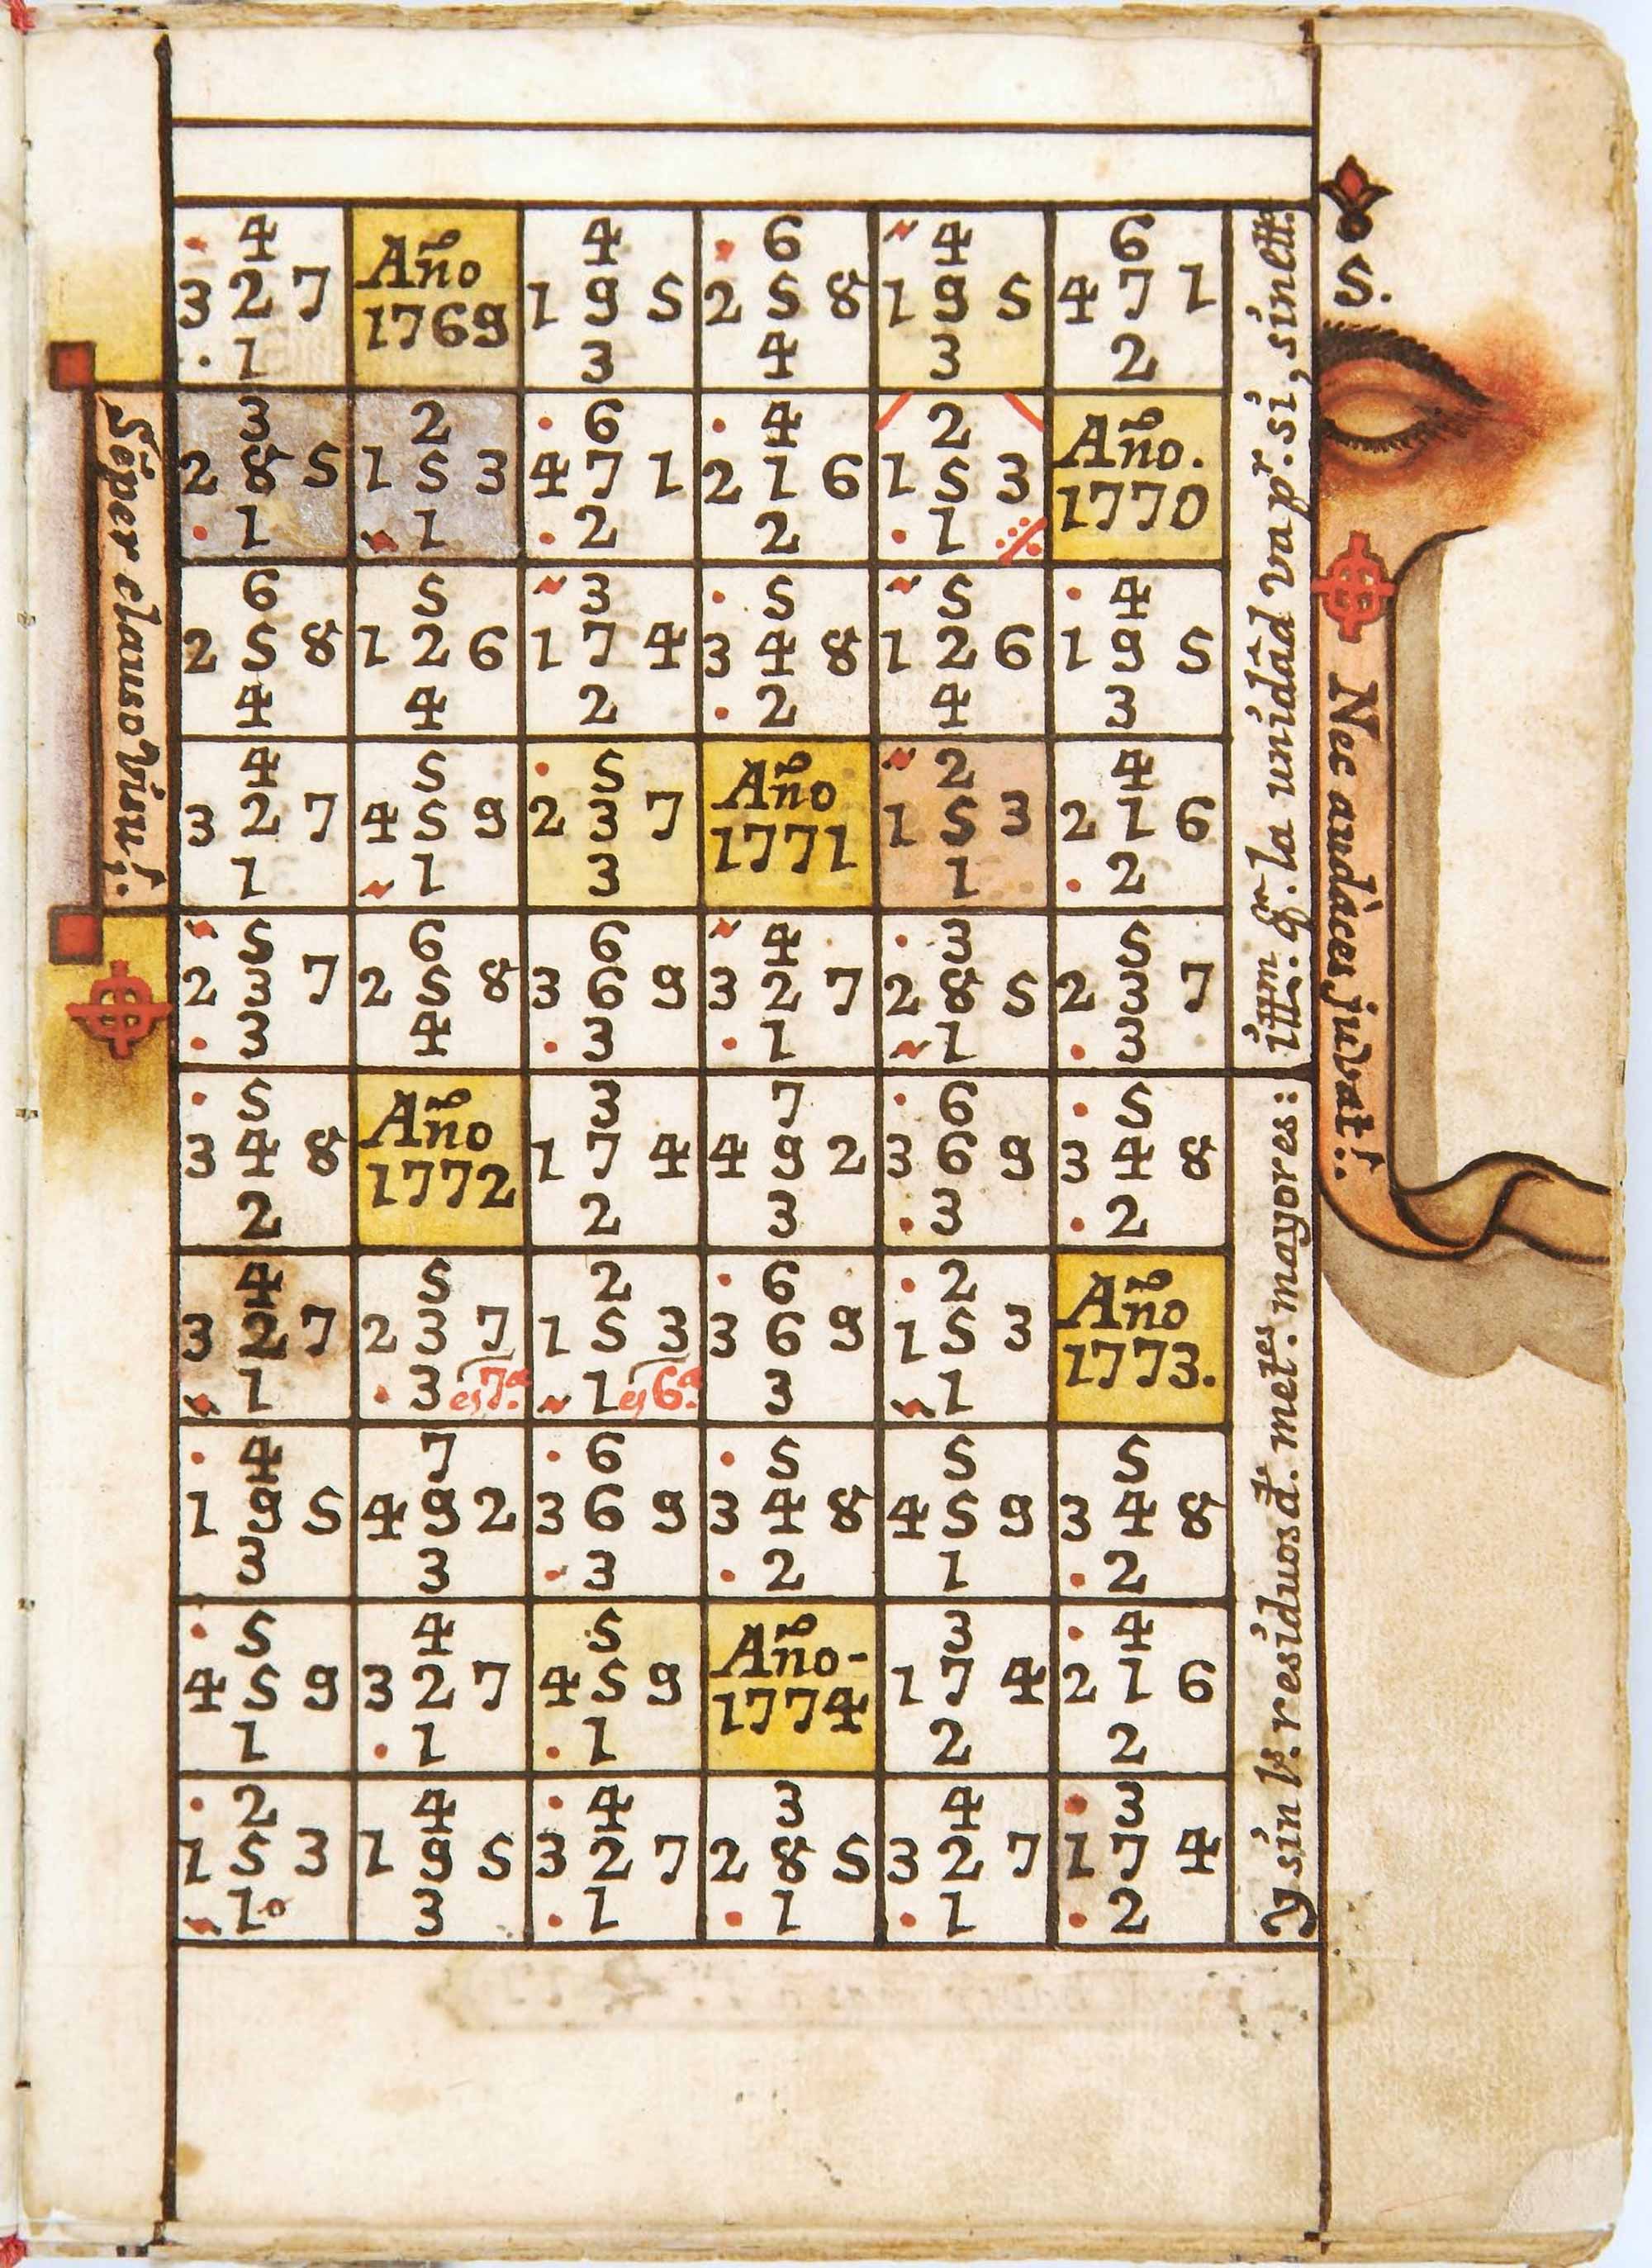 4 Año 4 6 4 6
3 2 7 1769 1 9 5 2 5 8 1 9 5 4 7 1
1 3 4 3 2
3 2 6 4 2 Año.
2 8 5 1 5 3 4 7 1 2 1 6 1 5 3 1770
1 1 2 2 1
6 5 3 5 5 4
2 5 8 1 2 6 1 7 4 3 4 8 1 2 6 1 9 5
4 4 2 2 4 3
4 5 5 Año 2 4
3 2 7 4 5 9 2 3 7 1771 1 5 3 2 1 6
1 1 3 1 2
5 6 6 4 3 5
2 3 7 2 5 8 3 6 9 3 2 7 2 8 5 2 3 7
3 4 3 1 1 3
5 Año 3 7 6 5
3 4 8 1772 1 7 4 4 9 2 3 6 9 3 4 8
2 2 3 3 2
4 5 2 6 2 Año
3 2 7 2 3 7 1 5 3 3 6 9 1 5 3 1773.
1 3 es 7ª. 1 es 6ª. 3 1
4 7 6 5 5 5
1 9 5 4 9 2 3 6 9 3 4 8 4 5 9 3 4 8
3 3 3 2 1 2
5 4 5 Año- 3 4
4 5 9 3 2 7 4 5 9 1774 1 7 4 2 1 6
1 1 1 2 2
2 4 4 3 4 3
1 5 3 1 9 5 3 2 7 2 8 5 3 2 7 1 7 4
1 3 1 1 1 2
Sẽper clauso
y sin ls. residuos d. metes. mayores:
ittm: qr. la unidad va pr. si, sin ett.
S.
Nec audàces juvat